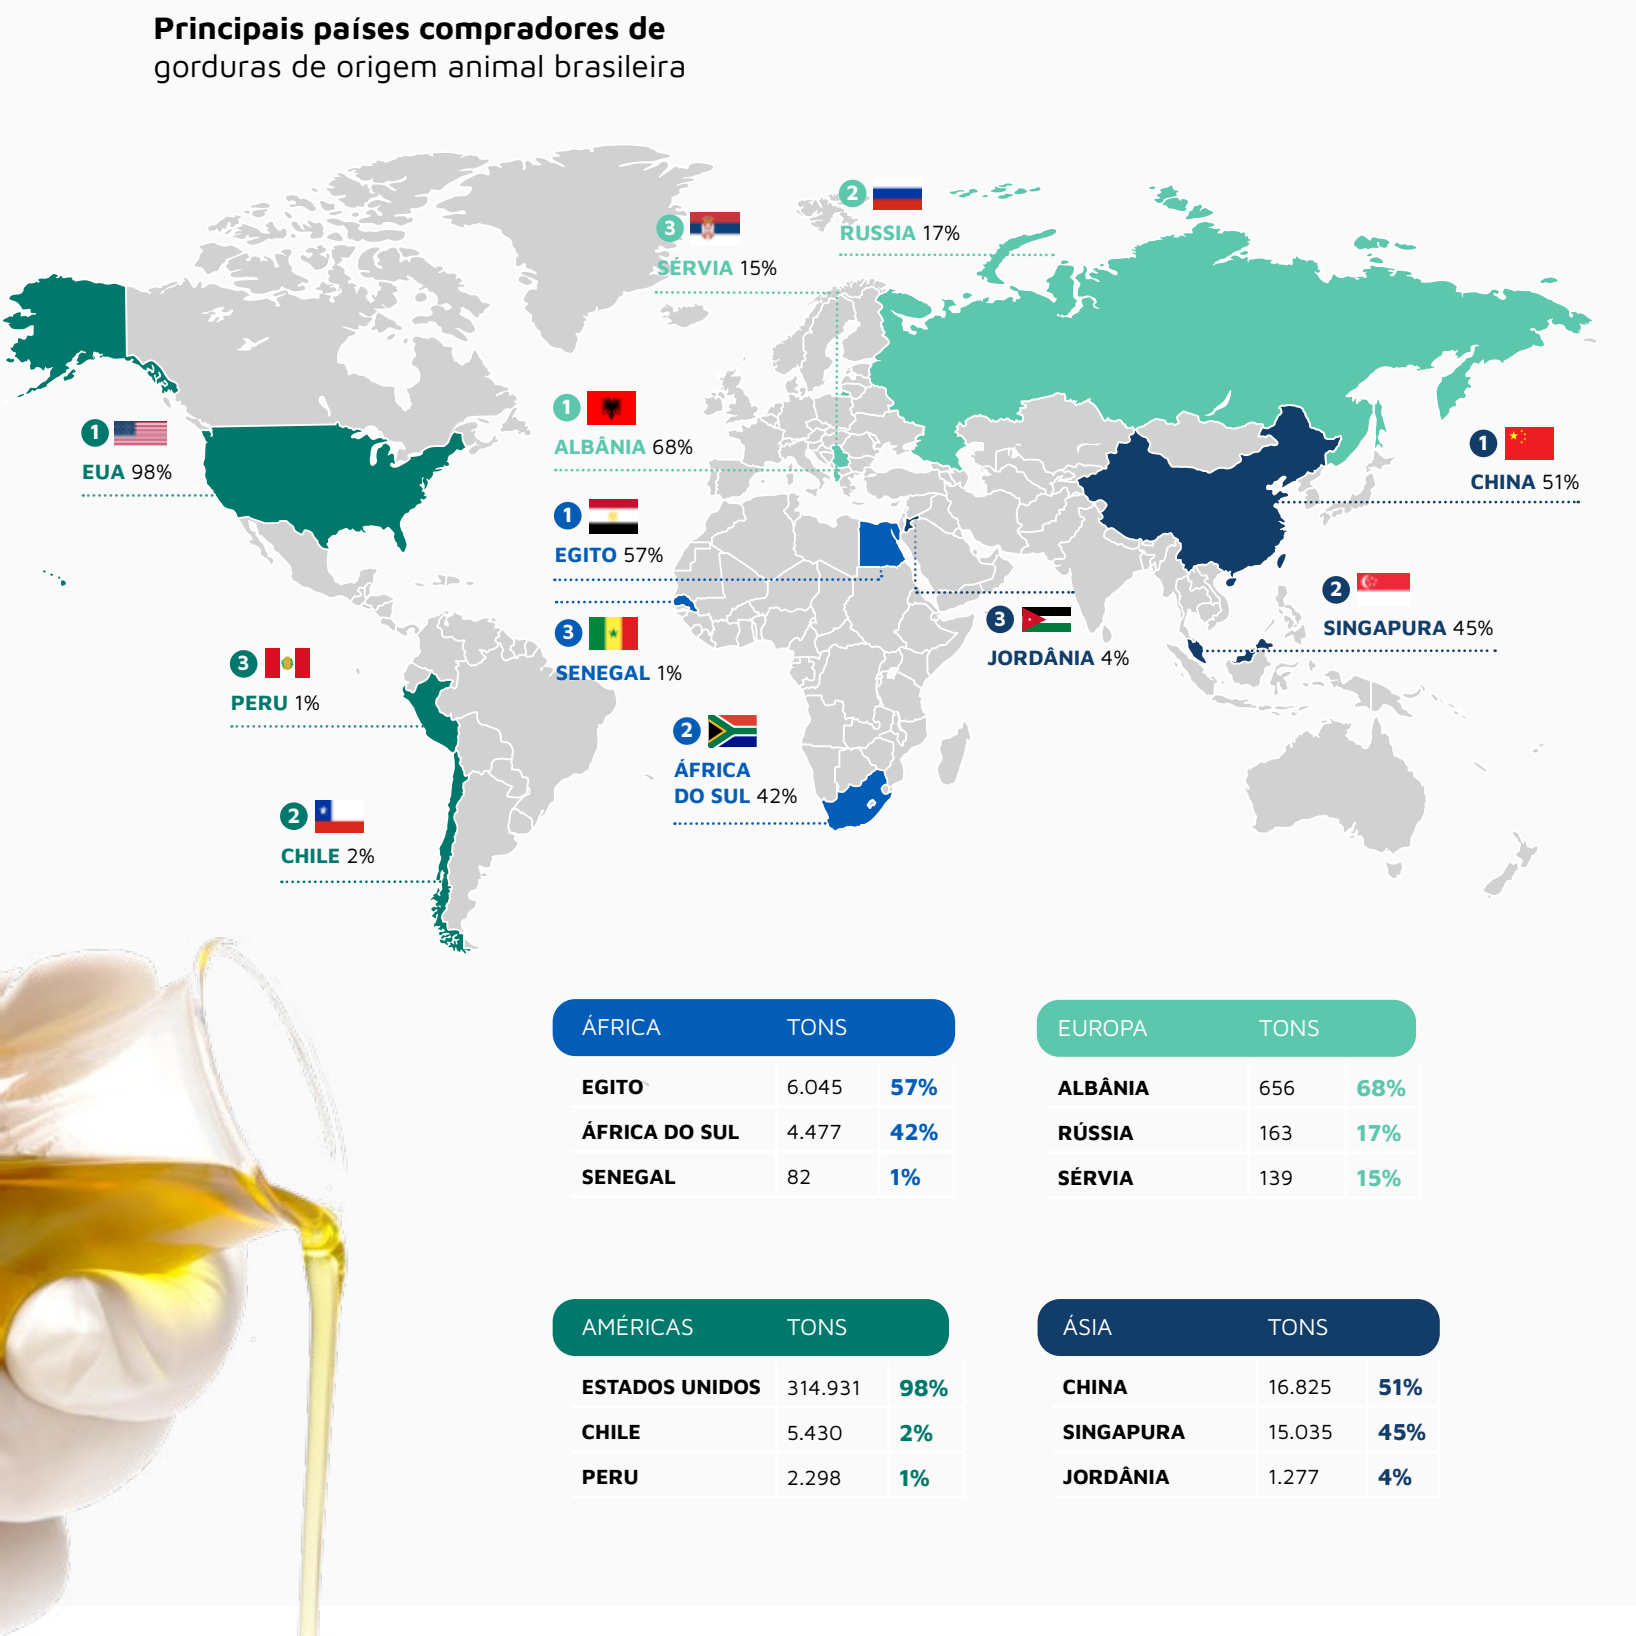 Principais países compradores de
gorduras de origem animal brasileira
2
RUSSIA 17%
3
SÉRVIA 15%
1
ALBÂNIA 68%
1
EUA 98%
1
CHINA 51%
1
EGITO 57%
2
SINGAPURA 45%
3
SENEGAL 1%
3
JORDÂNIA 4%
3
PERU 1%
2
ÁFRICA
DO SUL 42%
2
CHILE 2%
ÁFRICA TONS
EGITO 6.045 57%
ÁFRICA DO SUL 4.477 42%
SENEGAL 82 1%
EUROPA TONS
ALBÂNIA 656 68%
RÚSSIA 163 17%
SÉRVIA 139 15%
AMÉRICAS TONS
ESTADOS UNIDOS 314.931 98%
CHILE 5.430 2%
PERU 2.298 1%
ÁSIA TONS
CHINA 16.825 51%
SINGAPURA 15.035 45%
JORDÂNIA 1.277 4%